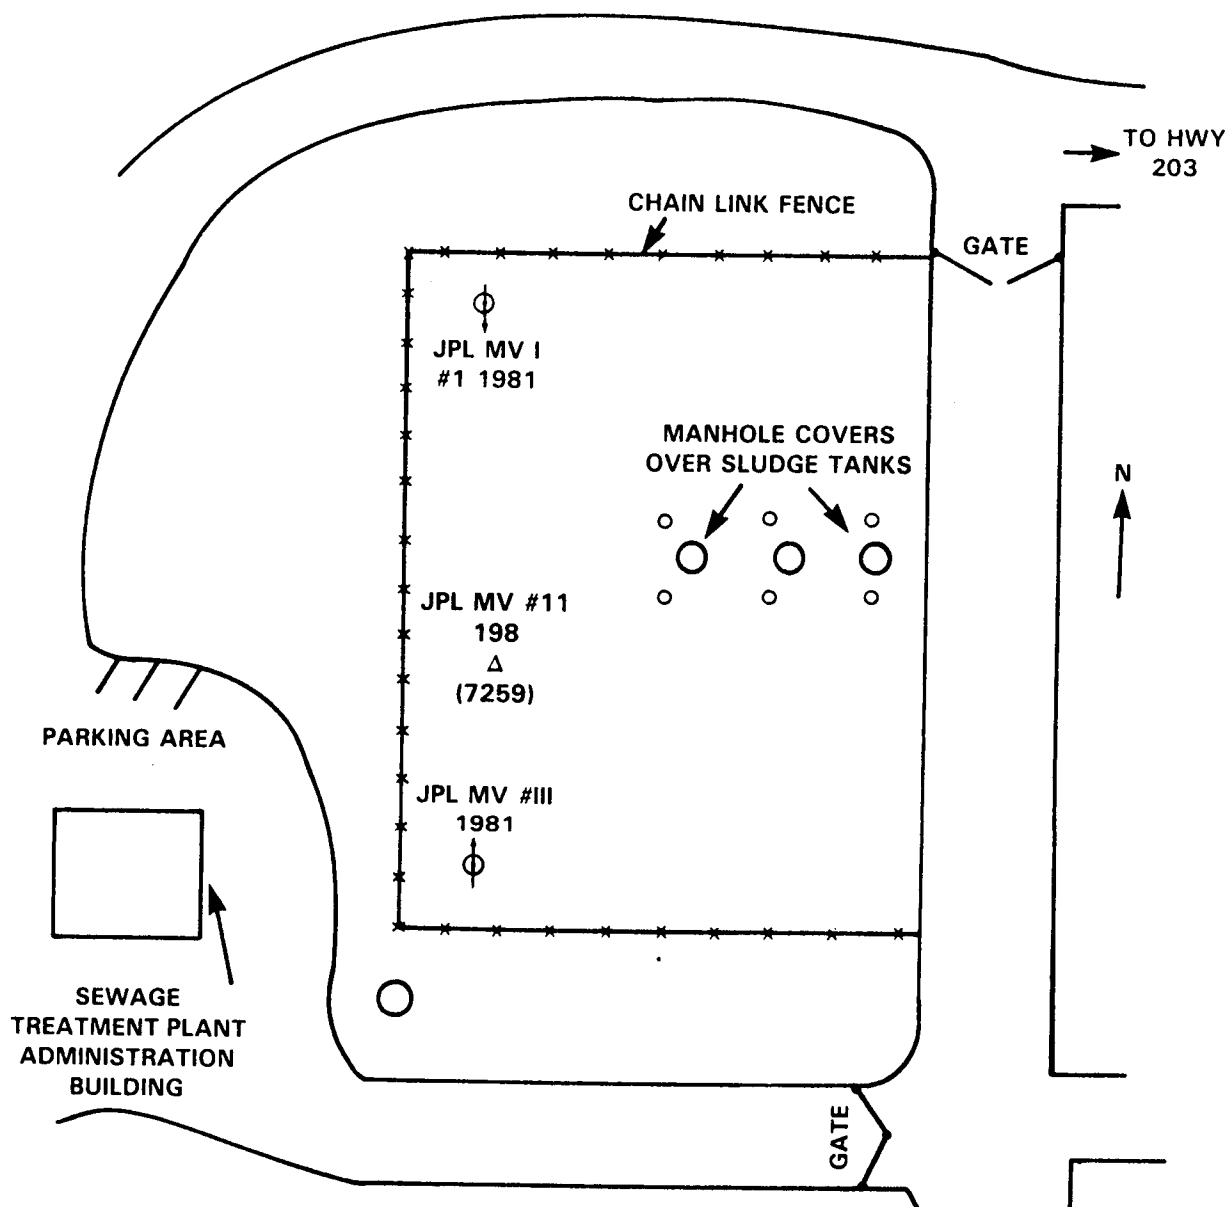 TO HWY
203
CHAIN LINK FENCE
GATE
JPL MV I
#1 1981
MANHOLE COVERS
OVER SLUDGE TANKS
N
JPL MV #11
198
Δ
(7259)
PARKING AREA
JPL MV #III
1981
SEWAGE
TREATMENT PLANT
ADMINISTRATION
BUILDING
GATE